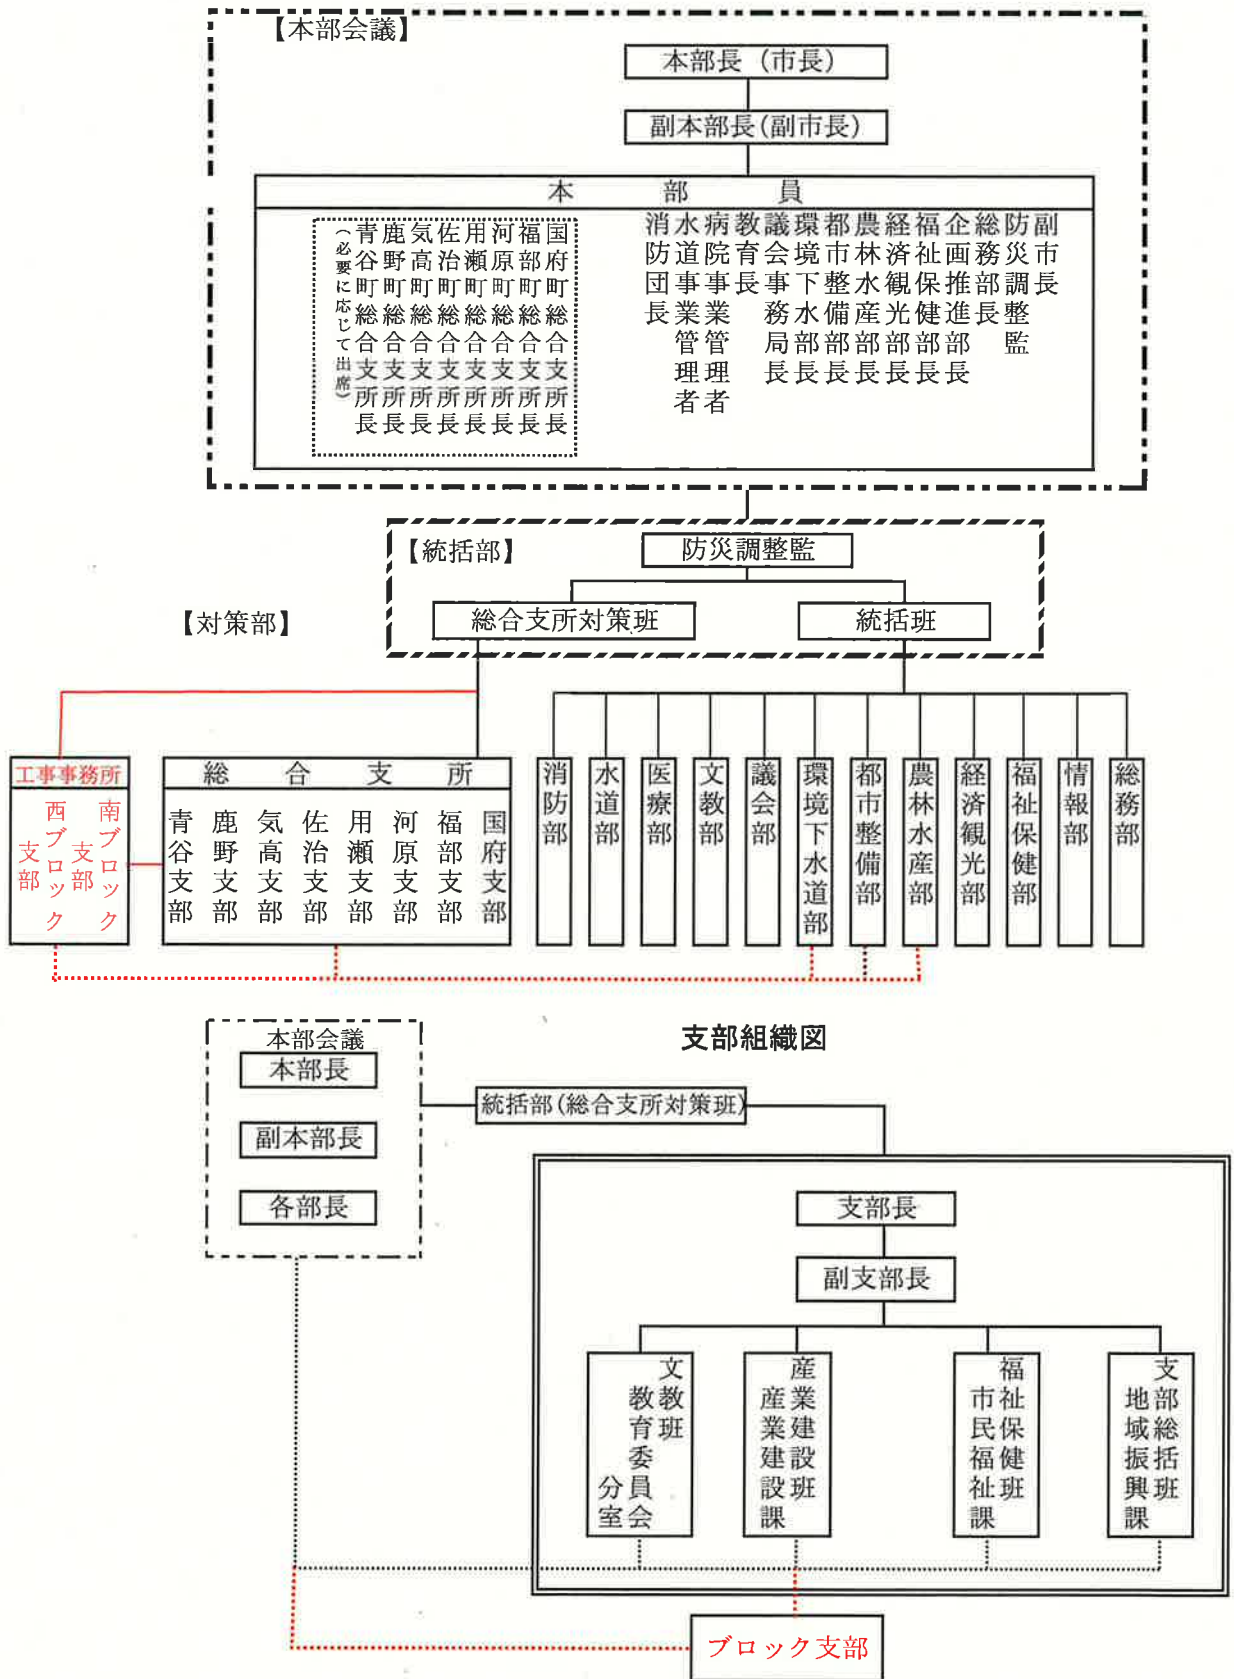 【本部会議】
本部長（市長）
副本部長(副市長)
本部員
副市長
防災調整監
総務部長
企画推進部長
福祉保健部長
経済観光部長
農林水産部長
都市整備部長
環境下水部長
議会事務局長
教育長
病院事業管理者
水道事業管理者
消防団長
国府町総合支所長
福部町総合支所長
河原町総合支所長
用瀬町総合支所長
佐治町総合支所長
気高町総合支所長
鹿野町総合支所長
青谷町総合支所長
（必要に応じて出席）
【統括部】
防災調整監
総合支所対策班
統括班
【対策部】
工事事務所
南ブロック
支部
西ブロック
支部
総合支所
国府支部
福部支部
河原支部
用瀬支部
佐治支部
気高支部
鹿野支部
青谷支部
総務部
情報部
福祉保健部
経済観光部
農林水産部
都市整備部
環境下水道部
議会部
文教部
医療部
水道部
消防部
支部組織図
本部会議
本部長
副本部長
各部長
統括部(総合支所対策班)
支部長
副支部長
支部総括班
地域振興課
福祉保健班
市民福祉課
産業建設班
産業建設課
文教班
教育委員会
分室
ブロック支部